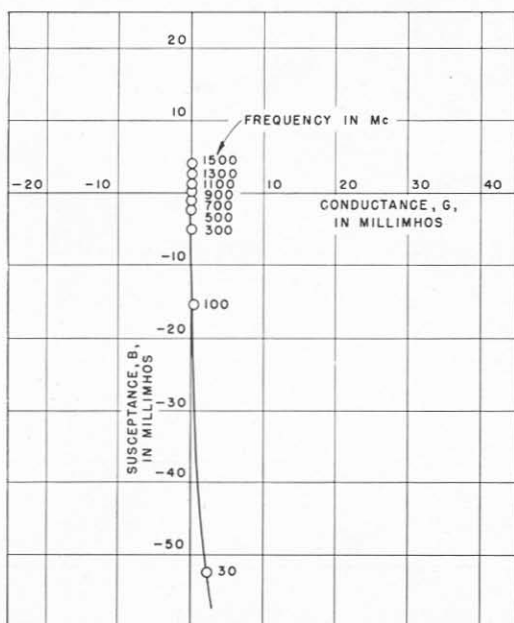 20
10
FREQUENCY IN Mc
1500
1300
1100
900
700
500
300
-20 -10 10 20 30 40
CONDUCTANCE, G,
IN MILLIMHOS
-10
100
-20
SUSCEPTANCE, B,
IN MILLIMHOS
-30
-40
-50
30